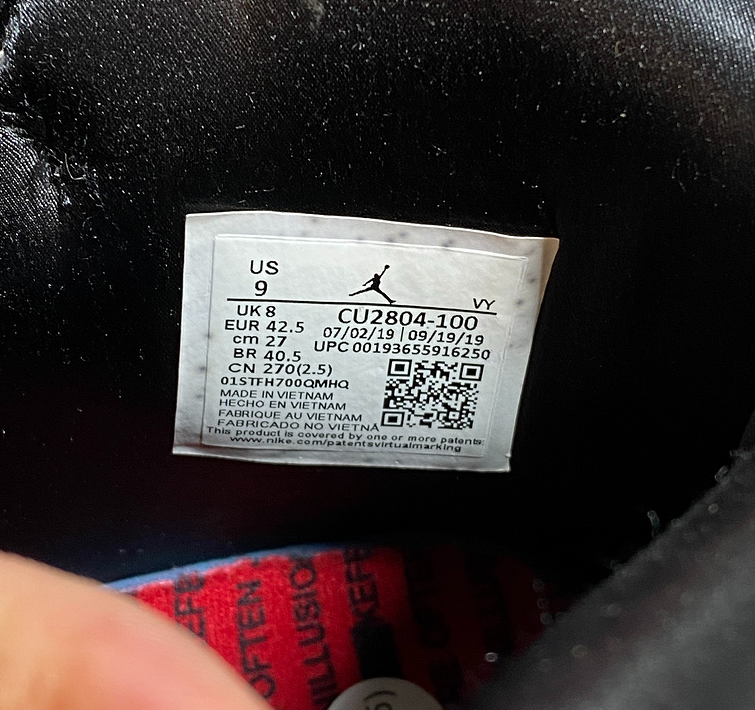 US
9
VY
UK 8
CU2804-100
EUR 42.5
07/02/19 | 09/19/19
cm 27
UPC 00193655916250
BR 40.5
CN 270(2.5)
01STFH700QMHQ
MADE IN VIETNAM
HECHO EN VIETNAM
FABRIQUE AU VIETNAM
FABRICADO NO VIETNÃ
This product is covered by one or more patents:
www.nike.com/patentsvirtualmarking
OFTEN
ILLUSIO